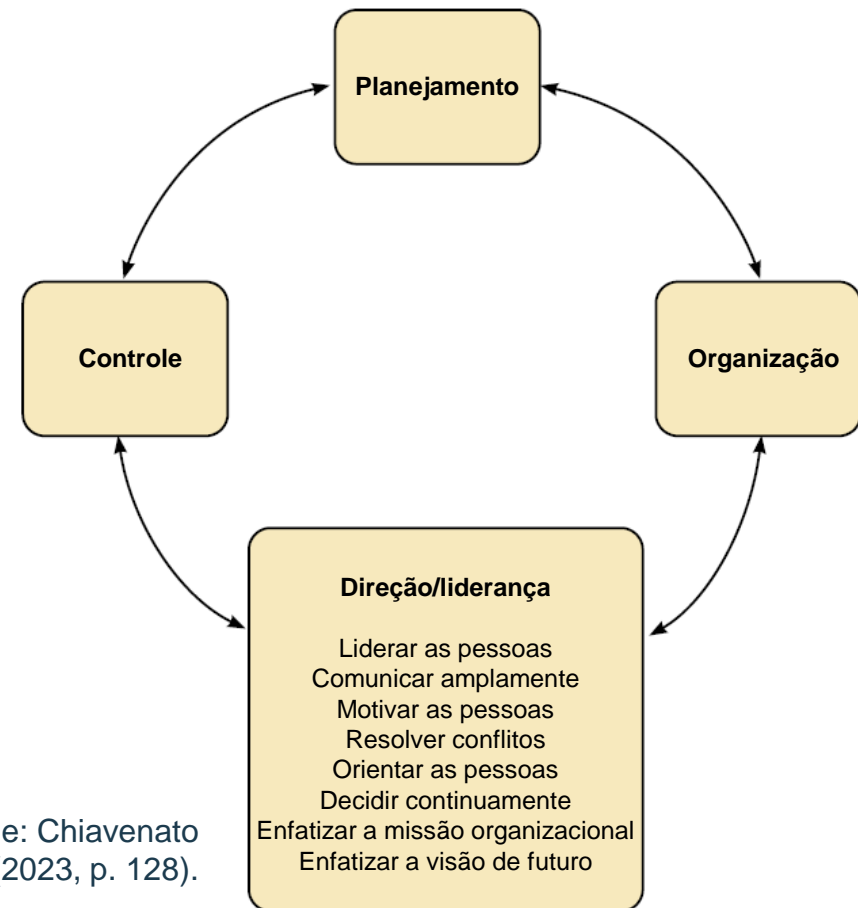 Planejamento
Controle
Organização
Direção/liderança
Liderar as pessoas
Comunicar amplamente
Motivar as pessoas
Resolver conflitos
Orientar as pessoas
Decidir continuamente
Enfatizar a missão organizacional
Enfatizar a visão de futuro
e: Chiavenato
2023, p. 128).